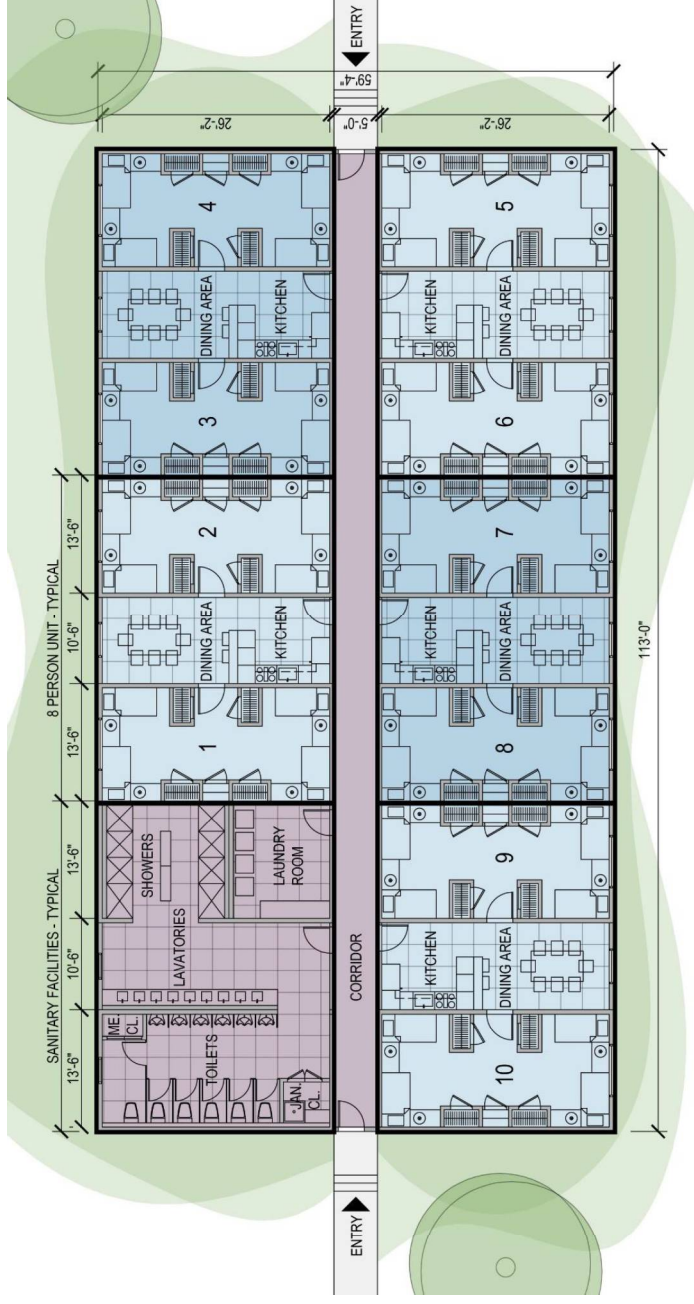 SANITARY FACILITIES - TYPICAL
8 PERSON UNIT - TYPICAL
13'-6"
10'-6"
13'-6"
13'-6"
10'-6"
13'-6"
ME.
CL.
TOILETS
JAN.
CL.
LAVATORIES
SHOWERS
LAUNDRY
ROOM
1
DINING AREA
KITCHEN
2
3
DINING AREA
KITCHEN
4
26'-2"
5'-0"
26'-2"
59'-4"
ENTRY
CORRIDOR
ENTRY
10
KITCHEN
DINING AREA
9
8
KITCHEN
DINING AREA
7
6
KITCHEN
DINING AREA
5
113'-0"